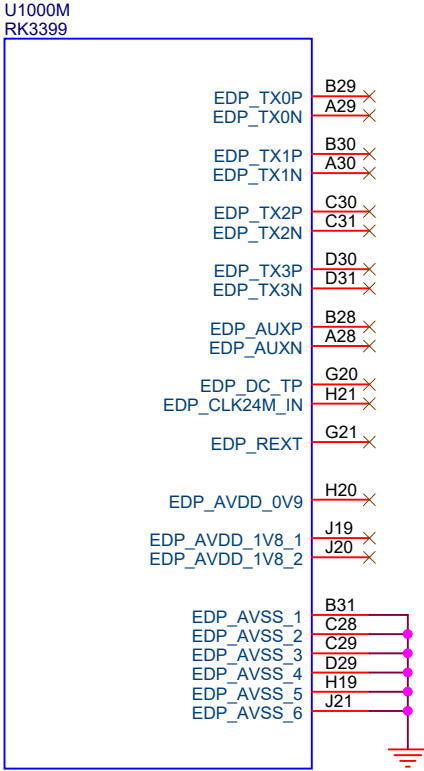 U1000M
RK3399
EDP_TX0P B29
EDP_TX0N A29
EDP_TX1P B30
EDP_TX1N A30
EDP_TX2P C30
EDP_TX2N C31
EDP_TX3P D30
EDP_TX3N D31
EDP_AUXP B28
EDP_AUXN A28
EDP_DC_TP G20
EDP_CLK24M_IN H21
EDP_REXT G21
EDP_AVDD_0V9 H20
EDP_AVDD_1V8_1 J19
EDP_AVDD_1V8_2 J20
EDP_AVSS_1 B31
EDP_AVSS_2 C28
EDP_AVSS_3 C29
EDP_AVSS_4 D29
EDP_AVSS_5 H19
EDP_AVSS_6 J21